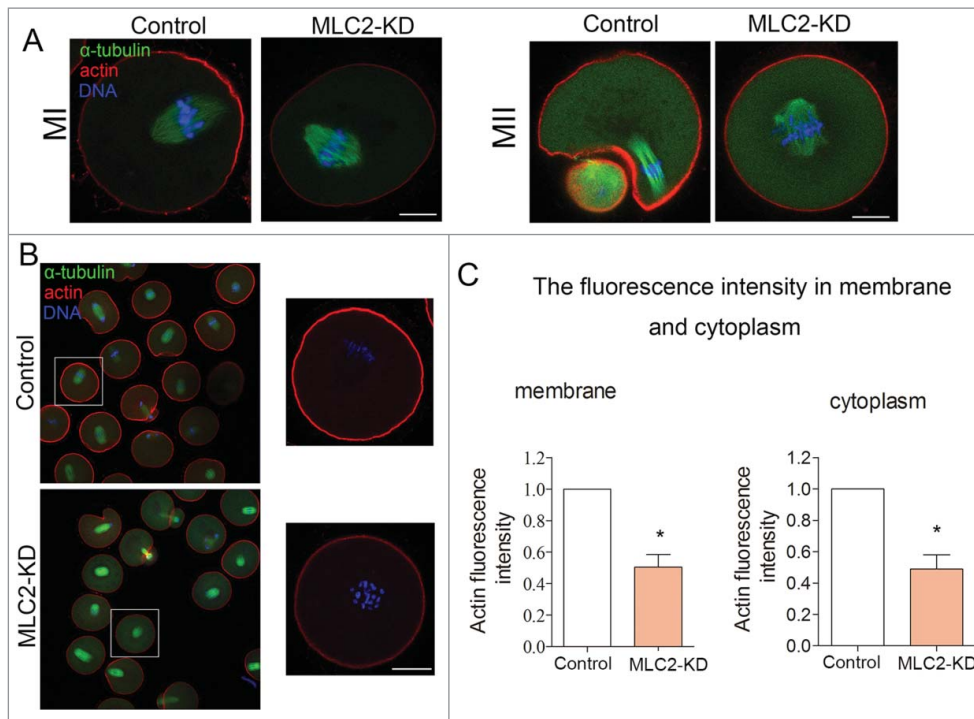 A
Control
MLC2-KD
α-tubulin
actin
DNA
MI
MII
B
α-tubulin
actin
DNA
Control
MLC2-KD
C
The fluorescence intensity in membrane
and cytoplasm
membrane
Actin fluorescence
intensity
1.2
1.0
0.8
0.6
0.4
0.2
0.0
*
Control
MLC2-KD
cytoplasm
Actin fluorescence
intensity
1.2
1.0
0.8
0.6
0.4
0.2
0.0
*
Control
MLC2-KD